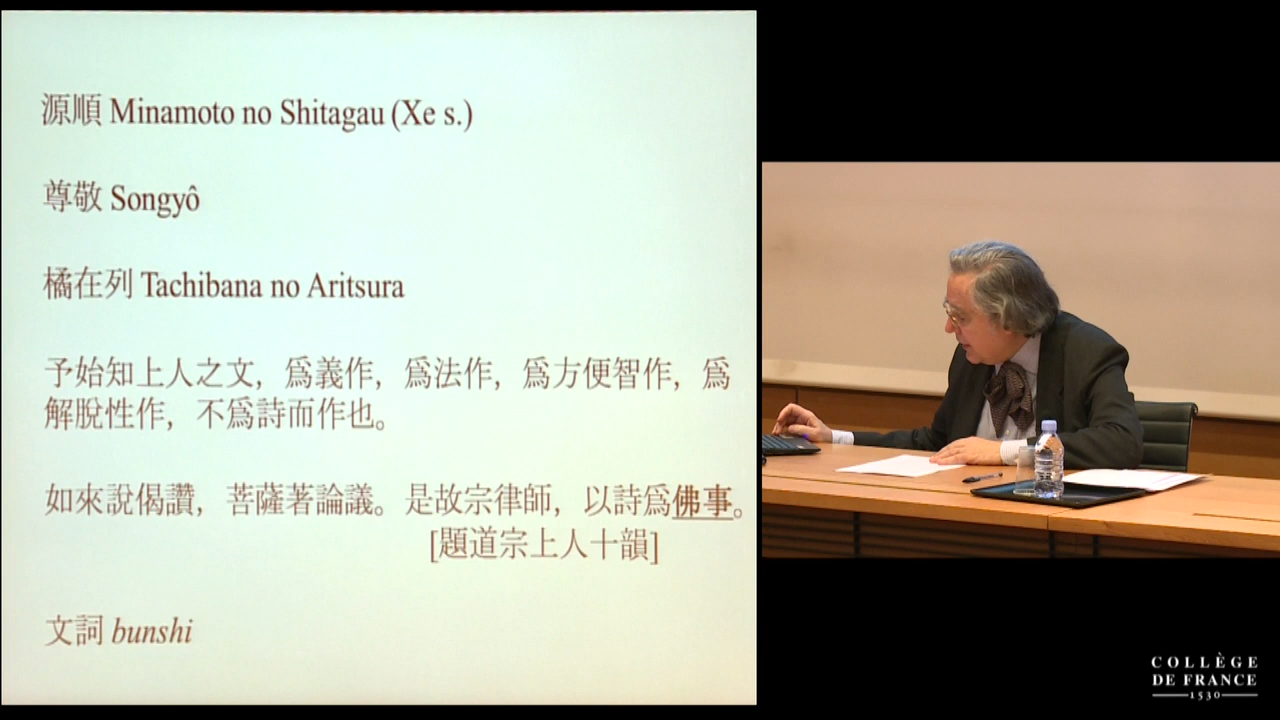 源順 Minamoto no Shitagau (Xe s.)
尊敬 Songyô
橘在列 Tachibana no Aritsura
予始知上人之文，爲義作，爲法作，爲方便智作，爲
解脫性作，不爲詩而作也。
如來說偈讚，菩薩著論議。是故宗律師，以詩爲佛事。
[題道宗上人十韻]
文詞 bunshi
COLLÈGE
DE FRANCE
1530